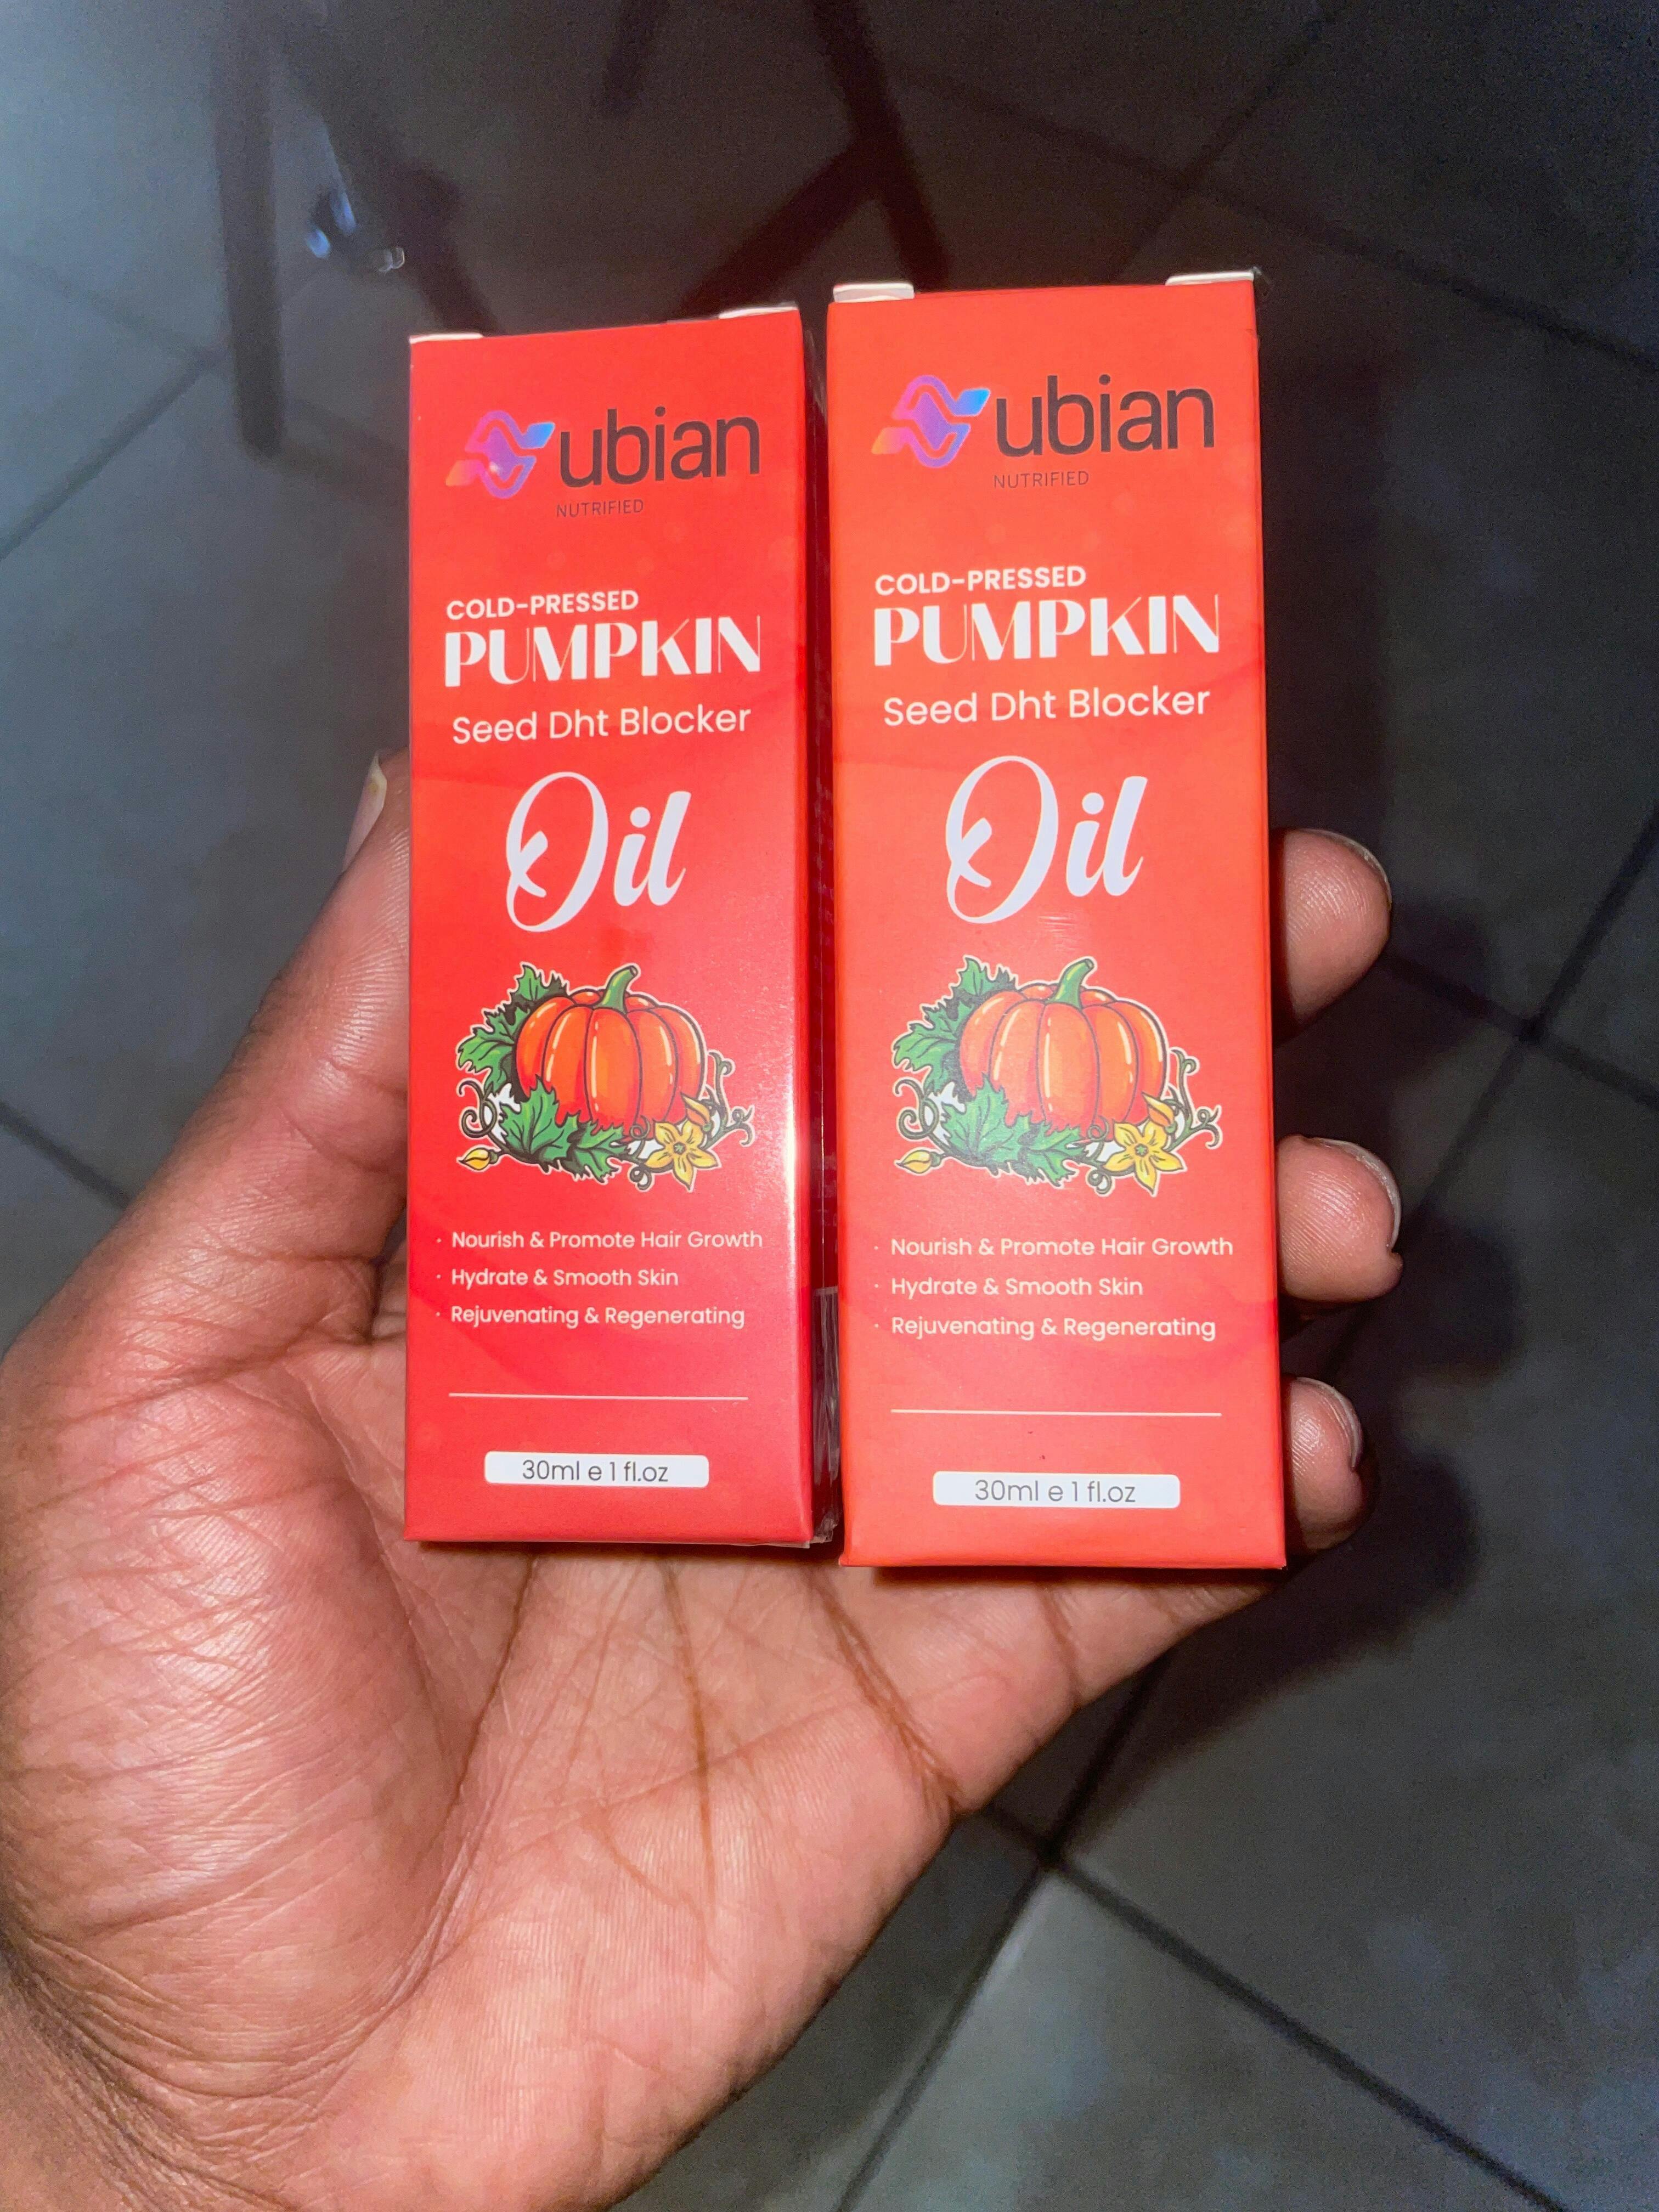 ubian
NUTRIFIED
COLD-PRESSED
PUMPKIN
Seed Dht Blocker
Oil
· Nourish & Promote Hair Growth
· Hydrate & Smooth Skin
· Rejuvenating & Regenerating
30ml e 1 fl.oz
ubian
NUTRIFIED
COLD-PRESSED
PUMPKIN
Seed Dht Blocker
Oil
· Nourish & Promote Hair Growth
· Hydrate & Smooth Skin
· Rejuvenating & Regenerating
30ml e 1 fl.oz